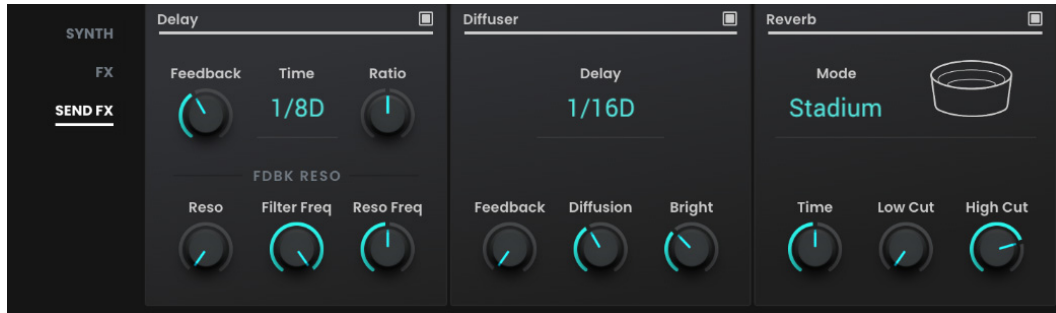 SYNTH
FX
SEND FX
Delay
Feedback Time Ratio
1/8D
FDBK RESO
Reso Filter Freq Reso Freq
Diffuser
Delay
1/16D
Feedback Diffusion Bright
Reverb
Mode
Stadium
Time Low Cut High Cut